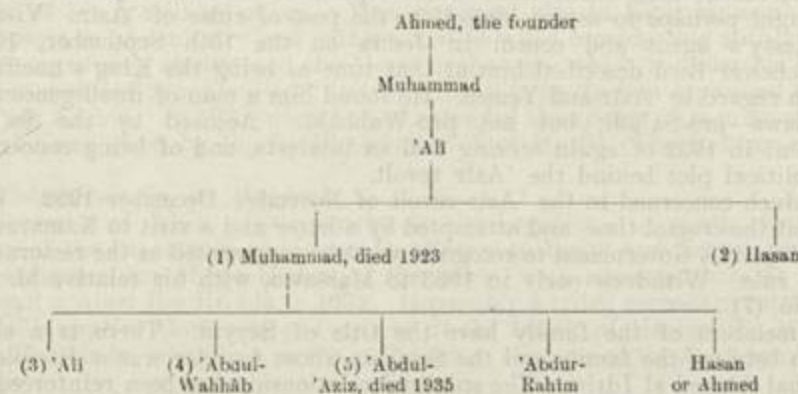 Ahmed, the founder
Muhammad
'Ali
(1) Muhammad, died 1923
(2) Hasan
(3) 'Ali
(4) 'Abdul-
Wahhâb
(5) 'Abdul-
'Aziz, died 1935
'Abdur-
Rahim
Hasan
or Ahmed